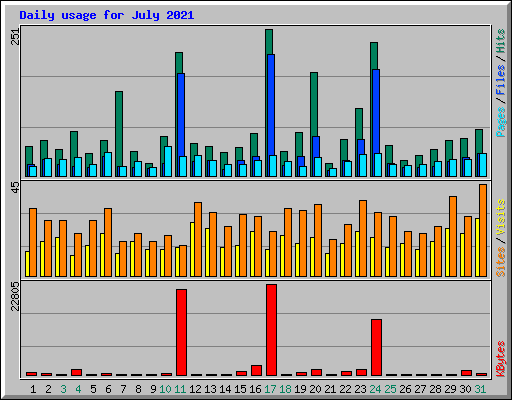 Daily usage for July 2021
251
Pages / Files / Hits
45
Sites / Visits
22805
KBytes
1 2 3 4 5 6 7 8 9 10 11 12 13 14 15 16 17 18 19 20 21 22 23 24 25 26 27 28 29 30 31